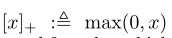 [x]₊ :≜ max(0, x)